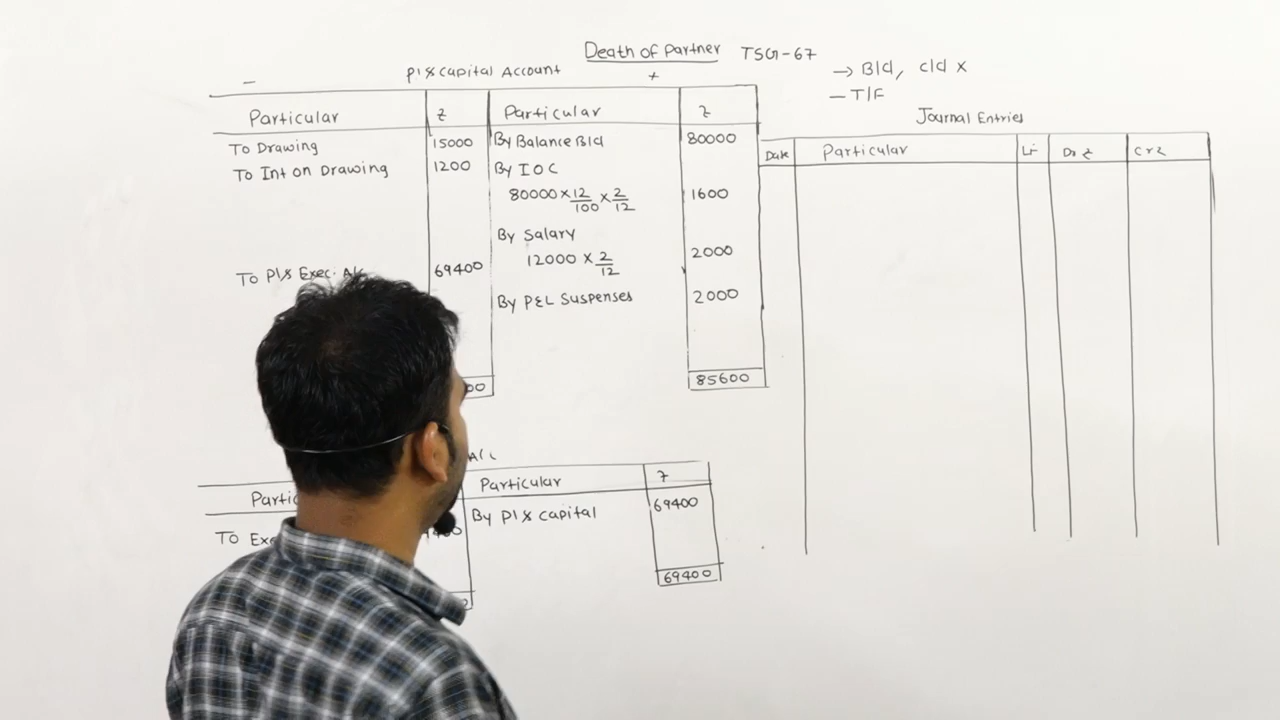 Death of Partner TSG-67
P1's Capital Account
→ B/d, c/d x
– T/F
– +
Particular ₹ Particular ₹
To Drawing 15000 By Balance B/d 80000
To Int on Drawing 1200 By IOC
80000 × 12/100 × 2/12 1600
By Salary
12000 × 2/12 2000
To P1's Exec. A/c 69400
By P&L Suspenses 2000
85600
A/c
Particular ₹
69400
By P1's capital
To Exe
69400
Journal Entries
Date Particular Lf Dr ₹ Cr ₹